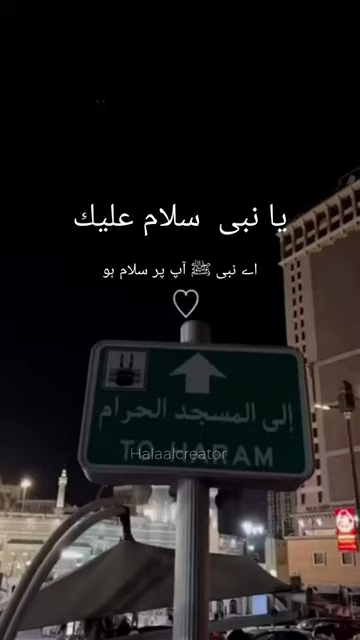 يا نبى سلام عليك
اے نبی ﷺ آپ پر سلام ہو
إلى المسجد الحرام
TO HARAM
Halaalcreator